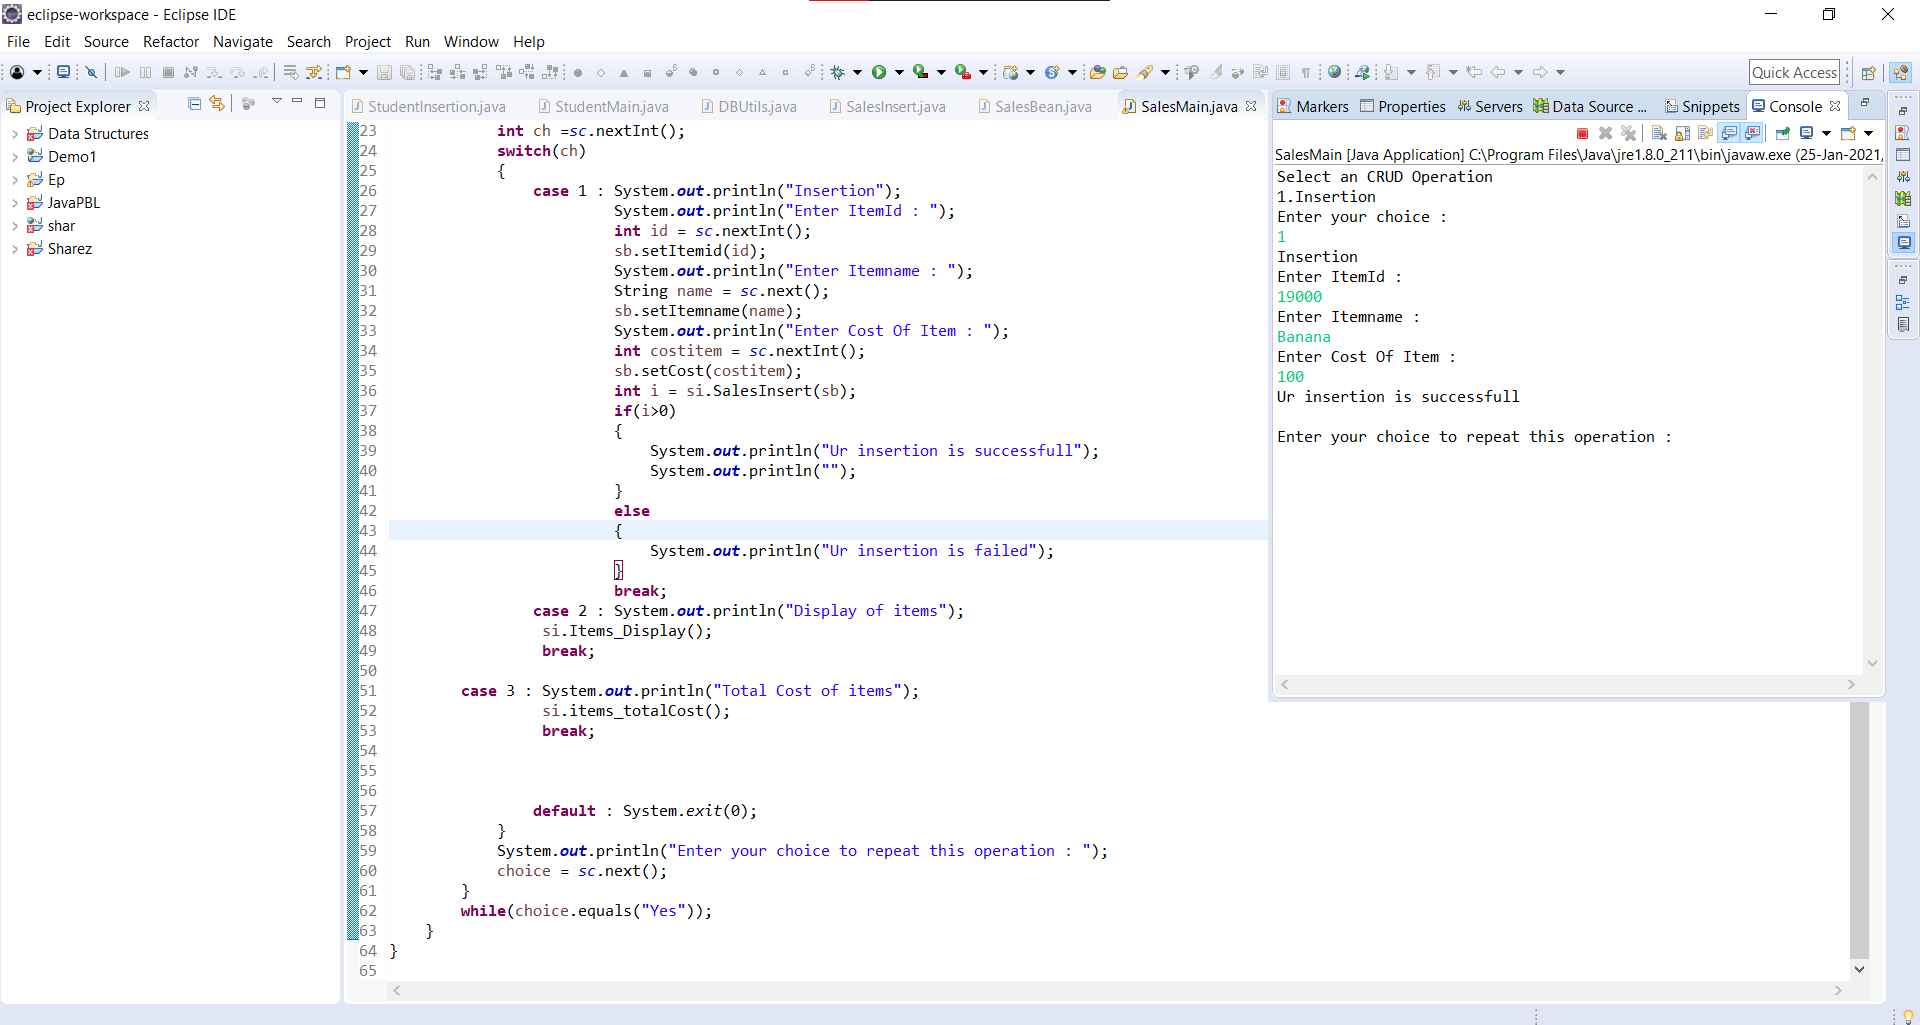 eclipse-workspace - Eclipse IDE
File Edit Source Refactor Navigate Search Project Run Window Help
Quick Access
Project Explorer
Data Structures
Demo1
Ep
JavaPBL
shar
Sharez
StudentInsertion.java StudentMain.java DBUtils.java SalesInsert.java SalesBean.java SalesMain.java
23 int ch =sc.nextInt();
24 switch(ch)
25 {
26 case 1 : System.out.println("Insertion");
27 System.out.println("Enter ItemId : ");
28 int id = sc.nextInt();
29 sb.setItemid(id);
30 System.out.println("Enter Itemname : ");
31 String name = sc.next();
32 sb.setItemname(name);
33 System.out.println("Enter Cost Of Item : ");
34 int costitem = sc.nextInt();
35 sb.setCost(costitem);
36 int i = si.SalesInsert(sb);
37 if(i>0)
38 {
39 System.out.println("Ur insertion is successfull");
40 System.out.println("");
41 }
42 else
43 {
44 System.out.println("Ur insertion is failed");
45 }
46 break;
47 case 2 : System.out.println("Display of items");
48 si.Items_Display();
49 break;
50
51 case 3 : System.out.println("Total Cost of items");
52 si.items_totalCost();
53 break;
54
55
56
57 default : System.exit(0);
58 }
59 System.out.println("Enter your choice to repeat this operation : ");
60 choice = sc.next();
61 }
62 while(choice.equals("Yes"));
63 }
64 }
65
Markers Properties Servers Data Source ... Snippets Console
SalesMain [Java Application] C:\Program Files\Java\jre1.8.0_211\bin\javaw.exe (25-Jan-2021,
Select an CRUD Operation
1.Insertion
Enter your choice :
1
Insertion
Enter ItemId :
19000
Enter Itemname :
Banana
Enter Cost Of Item :
100
Ur insertion is successfull
Enter your choice to repeat this operation :